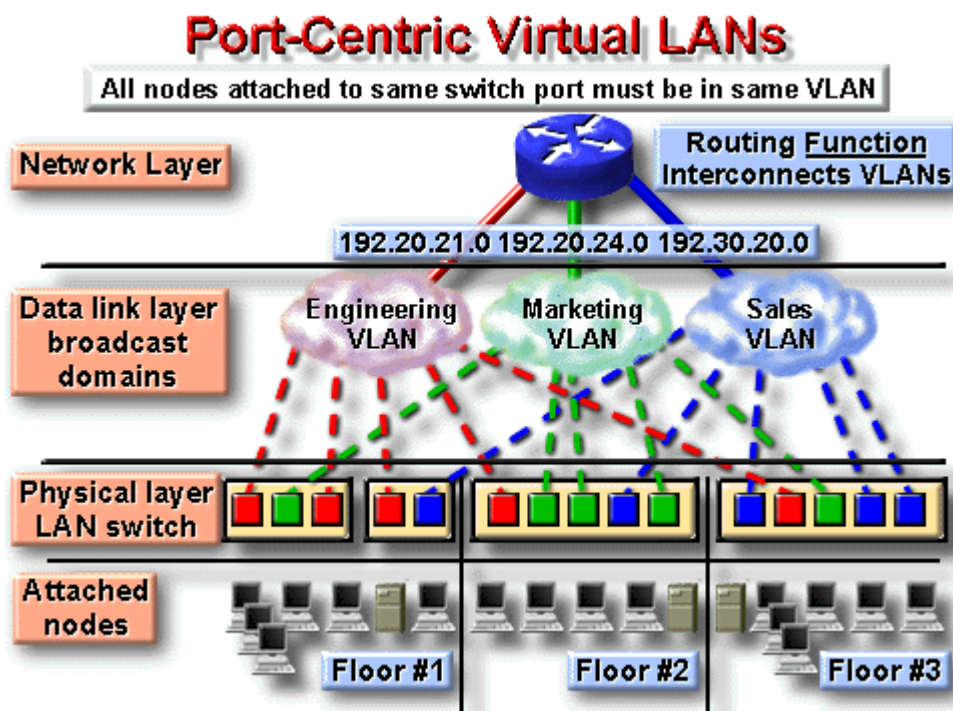 Port-Centric Virtual LANs
All nodes attached to same switch port must be in same VLAN
Network Layer
Routing Function
Interconnects VLANs
192.20.21.0 192.20.24.0 192.30.20.0
Data link layer
broadcast
domains
Engineering
VLAN
Marketing
VLAN
Sales
VLAN
Physical layer
LAN switch
Attached
nodes
Floor #1
Floor #2
Floor #3